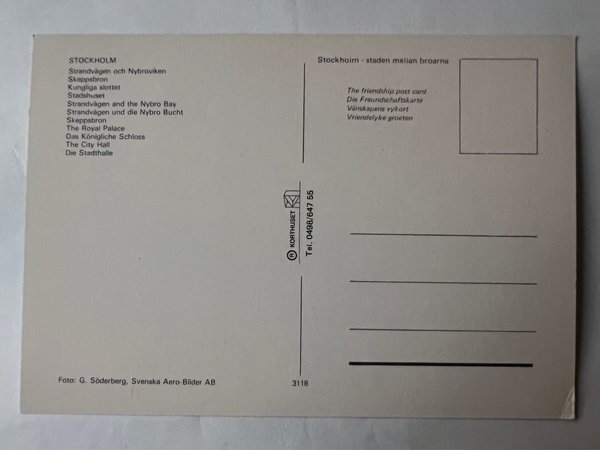 STOCKHOLM
Strandvägen och Nybroviken
Skeppsbron
Kungliga slottet
Stadshuset
Strandvägen and the Nybro Bay
Strandvägen und die Nybro Bucht
Skeppsbron
The Royal Palace
Das Königliche Schloss
The City Hall
Die Stadthalle
Foto: G. Söderberg, Svenska Aero-Bilder AB
® KORTHUSET
Tel. 0498/647 55
3118
Stockholm - staden mellan broarna
The friendship post card
Die Freundschaftskarte
Vänskapens vykort
Vriendelyke groeten